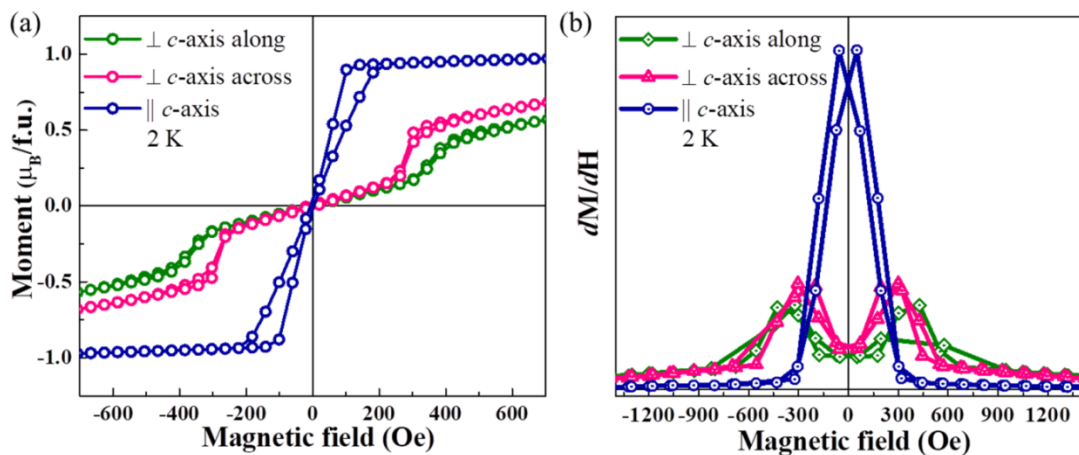 (a)
⊥ c-axis along
⊥ c-axis across
|| c-axis
2 K
Moment (μB/f.u.)
1.0
0.5
0.0
-0.5
-1.0
-600 -400 -200 0 200 400 600
Magnetic field (Oe)
(b)
⊥ c-axis along
⊥ c-axis across
|| c-axis
2 K
dM/dH
-1200 -900 -600 -300 0 300 600 900 1200
Magnetic field (Oe)